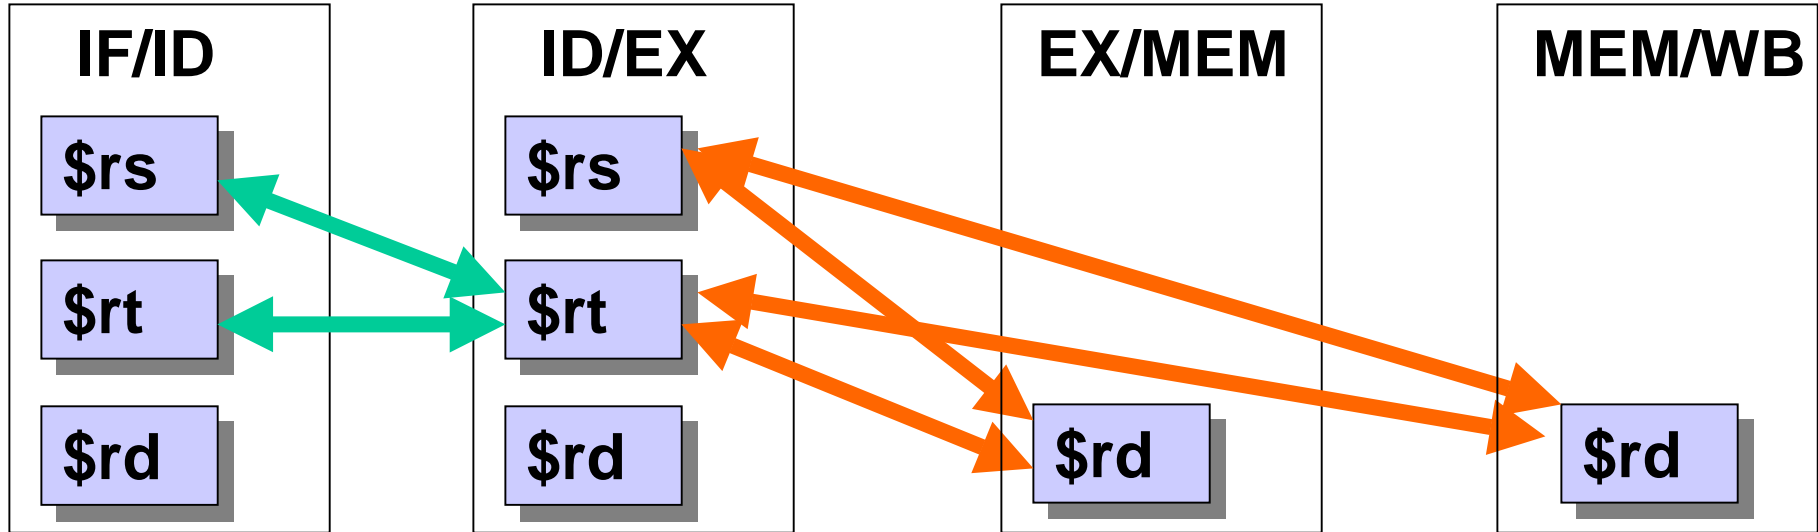 IF/ID
$rs
$rt
$rd
ID/EX
$rs
$rt
$rd
EX/MEM
$rd
MEM/WB
$rd